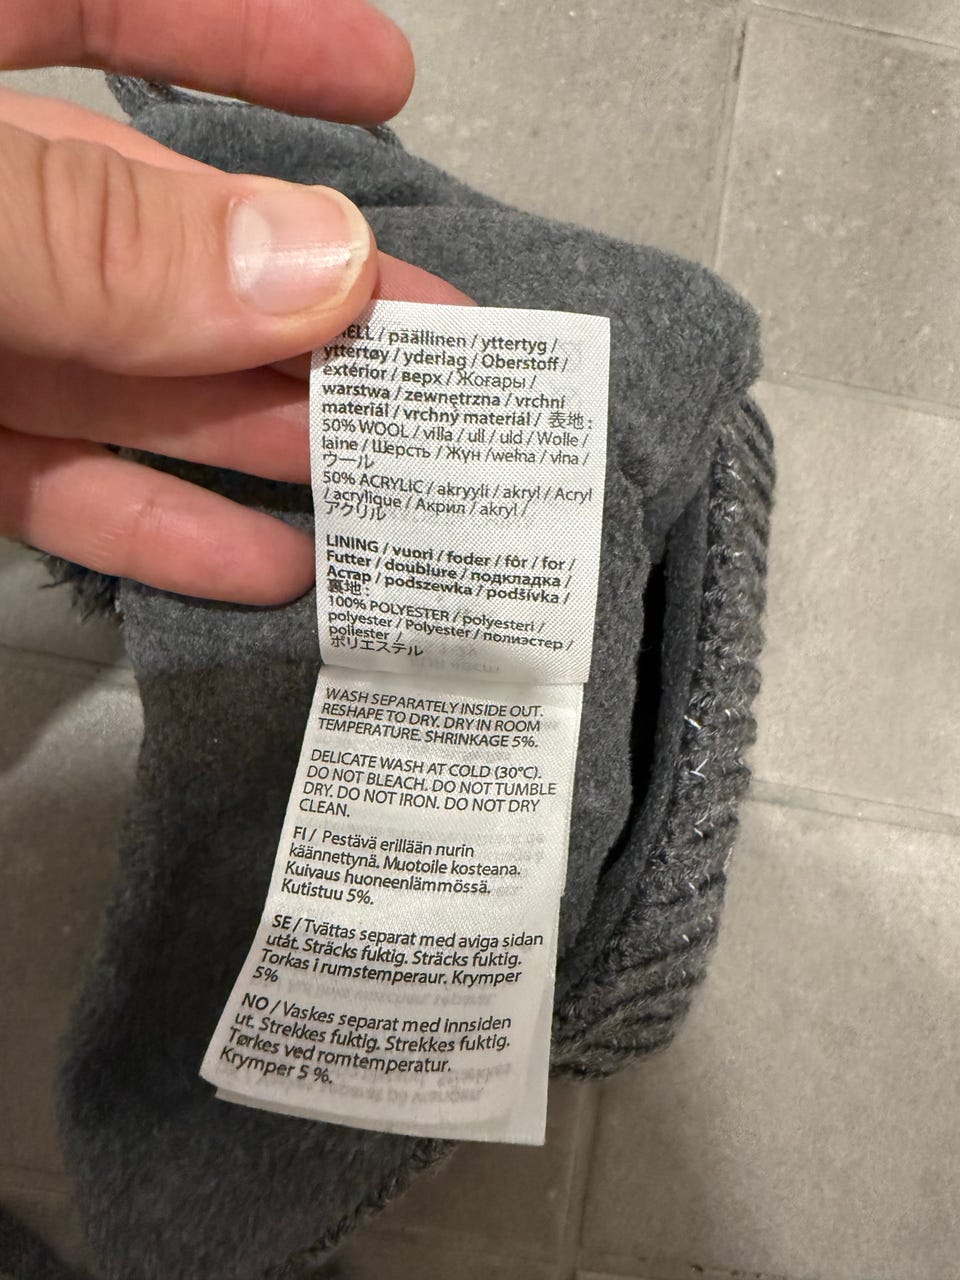 SHELL / päällinen / yttertyg /
yttertøy / yderlag / Oberstoff /
extérior / верх / Жоғары /
warstwa / zewnętrzna / vrchní
materiál / vrchný materiál / 表地 :
50% WOOL / villa / ull / uld / Wolle /
laine / Шерсть / Жүн /wełna / vlna /
ウール
50% ACRYLIC / akryyli / akryl / Acryl
/ acrylique / Акрил / akryl /
アクリル
LINING / vuori / foder / fôr / for /
Futter / doublure / подкладка /
Астар / podszewka / podšívka /
裏地 :
100% POLYESTER / polyesteri /
polyester / Polyester / полиэстер /
poliester /
ポリエステル
WASH SEPARATELY INSIDE OUT.
RESHAPE TO DRY. DRY IN ROOM
TEMPERATURE. SHRINKAGE 5%.
DELICATE WASH AT COLD (30°C).
DO NOT BLEACH. DO NOT TUMBLE
DRY. DO NOT IRON. DO NOT DRY
CLEAN.
FI / Pestävä erillään nurin
käännettynä. Muotoile kosteana.
Kuivaus huoneenlämmössä.
Kutistuu 5%.
SE / Tvättas separat med aviga sidan
utåt. Sträcks fuktig. Sträcks fuktig.
Torkas i rumstemperaur. Krymper
5%
NO / Vaskes separat med innsiden
ut. Strekkes fuktig. Strekkes fuktig.
Tørkes ved romtemperatur.
Krymper 5 %.